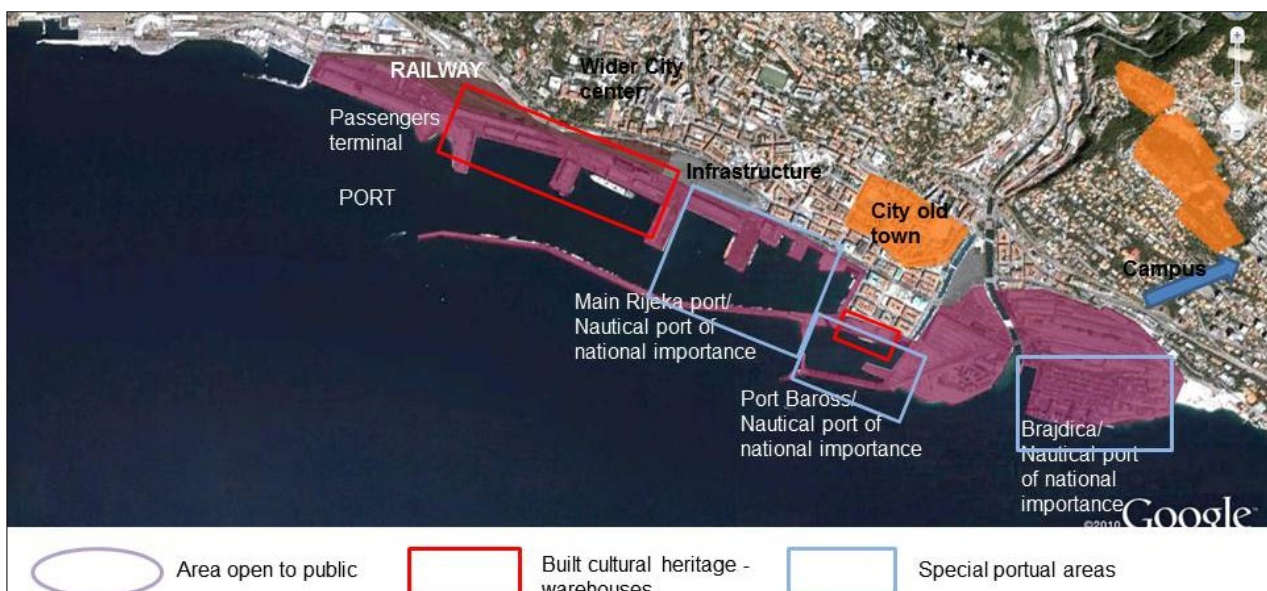 RAILWAY
Wider City
center
Passengers
terminal
PORT
Infrastructure
City old
town
Campus
Main Rijeka port/
Nautical port of
national importance
Port Baross/
Nautical port of
national importance
Brajdica/
Nautical port
of national
importance
©2010 Google
Area open to public
Built cultural heritage -
warehouses
Special portual areas